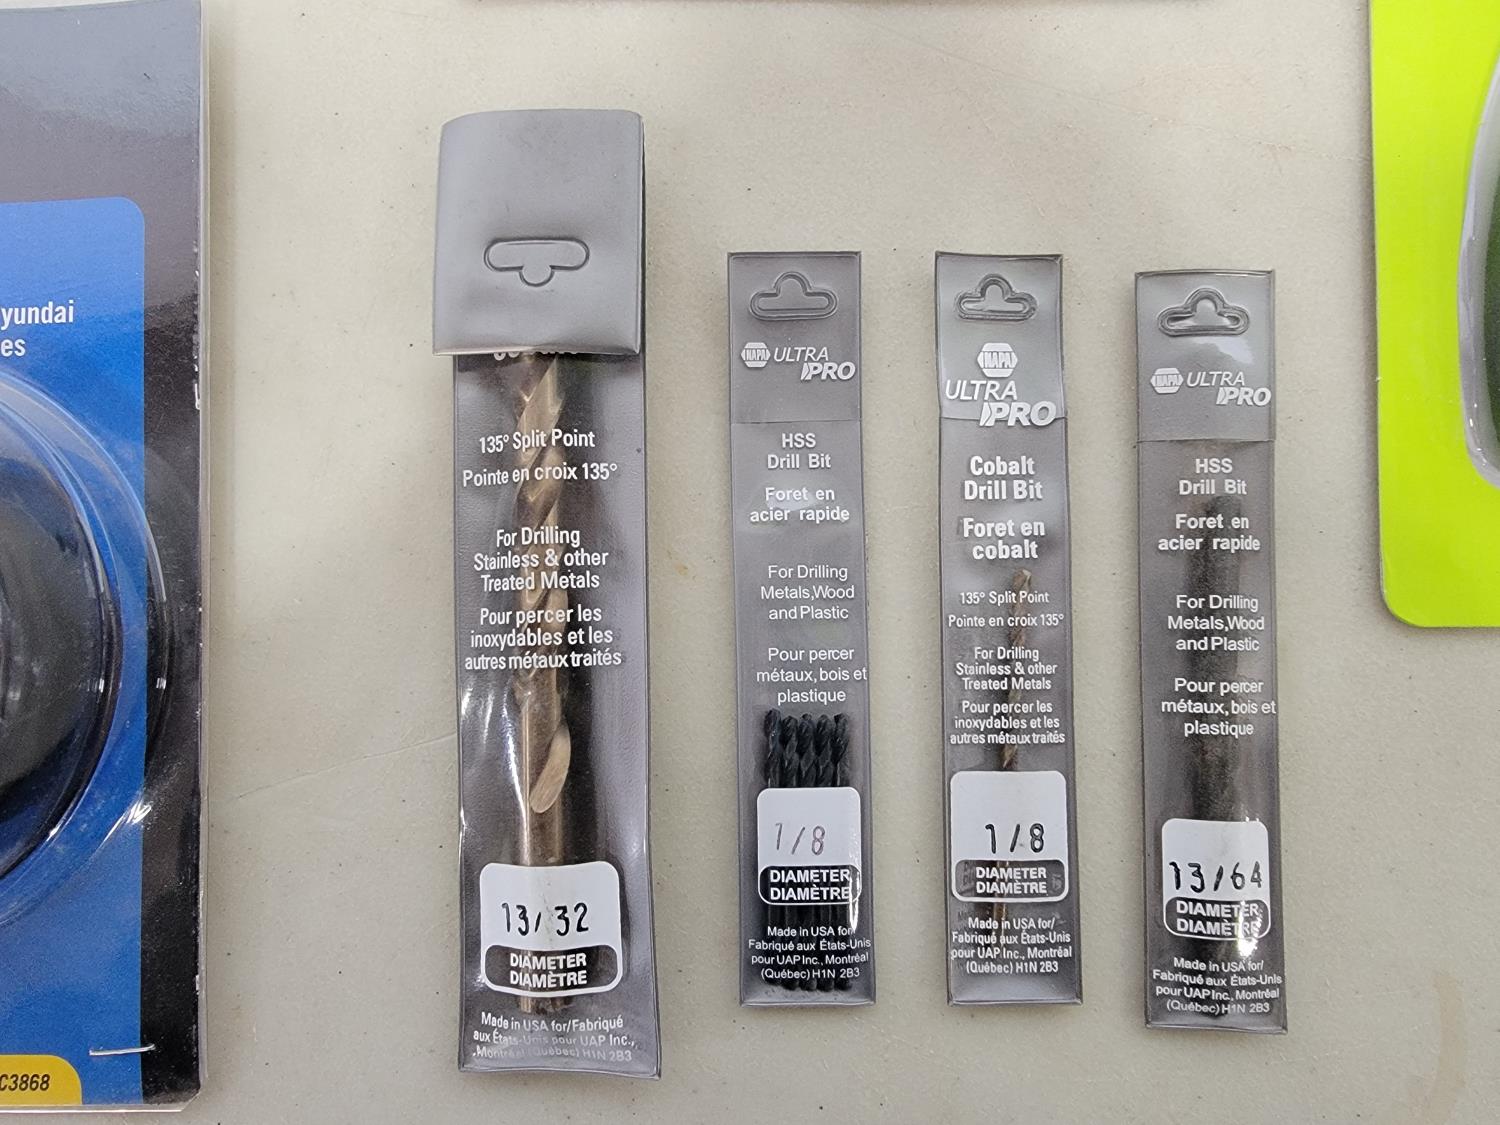 yundai
es
C3868
135° Split Point
Pointe en croix 135°
For Drilling
Stainless & other
Treated Metals
Pour percer les
inoxydables et les
autres métaux traités
13/32
DIAMETER
DIAMÈTRE
Made in USA for/Fabriqué
aux États-Unis pour UAP Inc.,
Montréal (Québec) H1N 2B3
NAPA ULTRA
PRO
HSS
Drill Bit
Foret en
acier rapide
For Drilling
Metals,Wood
and Plastic
Pour percer
métaux, bois et
plastique
1/8
DIAMETER
DIAMÈTRE
Made in USA for/
Fabriqué aux États-Unis
pour UAP Inc., Montréal
(Québec) H1N 2B3
NAPA
ULTRA
PRO
Cobalt
Drill Bit
Foret en
cobalt
135° Split Point
Pointe en croix 135°
For Drilling
Stainless & other
Treated Metals
Pour percer les
inoxydables et les
autres métaux traités
1/8
DIAMETER
DIAMÈTRE
Made in USA for/
Fabriqué aux États-Unis
pour UAP Inc., Montréal
(Québec) H1N 2B3
NAPA ULTRA
PRO
HSS
Drill Bit
Foret en
acier rapide
For Drilling
Metals,Wood
and Plastic
Pour percer
métaux, bois et
plastique
13/64
DIAMETER
DIAMÈTRE
Made in USA for/
Fabriqué aux États-Unis
pour UAP Inc., Montréal
(Québec) H1N 2B3